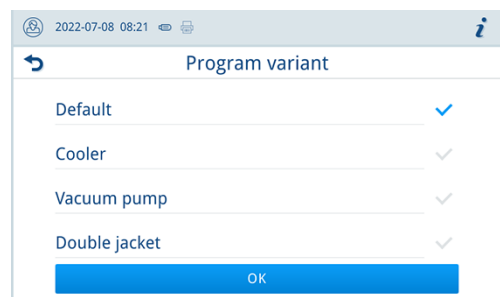 2022-07-08 08:21
i
Program variant
Default
Cooler
Vacuum pump
Double jacket
OK